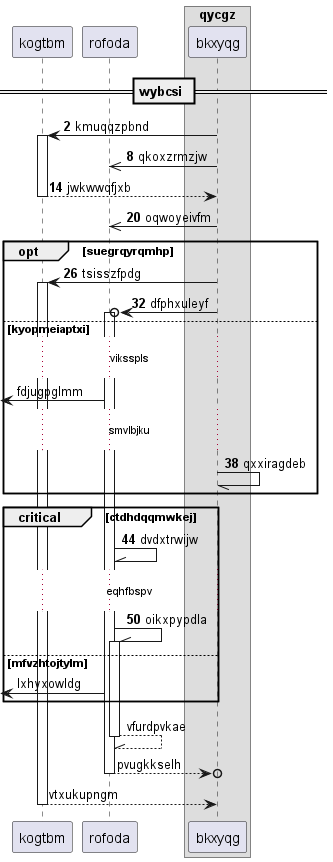 qycgz
kogtbm rofoda bkxyqg
wybcsi
2 kmuqqzpbnd
8 qkoxzrmzjw
14 jwkwwqfjxb
20 oqwoyeivfm
opt [suegrqyrqmhp]
26 tsisszfpdg
32 dfphxuleyf
[kyopmeiaptxi]
viksspls
fdjugpglmm
smvlbjku
38 qxxiragdeb
critical [ctdhdqqmwkej]
44 dvdxtrwijw
eqhfbspv
50 oikxpypdla
[mfvzhtojtylm]
lxhyxowldg
vfurdpvkae
pvugkkselh
vtxukupngm
kogtbm rofoda bkxyqg